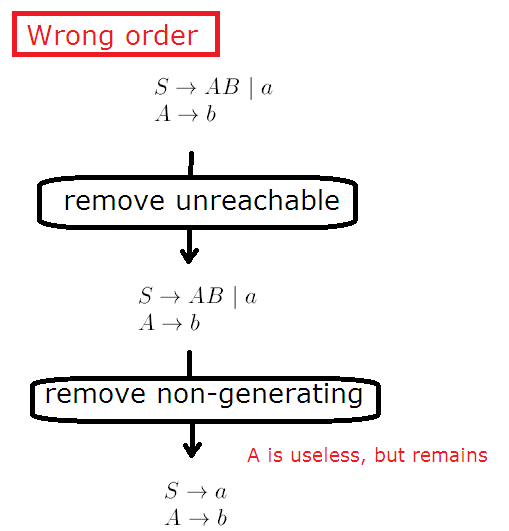 Wrong order
S → AB | a
A → b
remove unreachable
S → AB | a
A → b
remove non-generating
A is useless, but remains
S → a
A → b